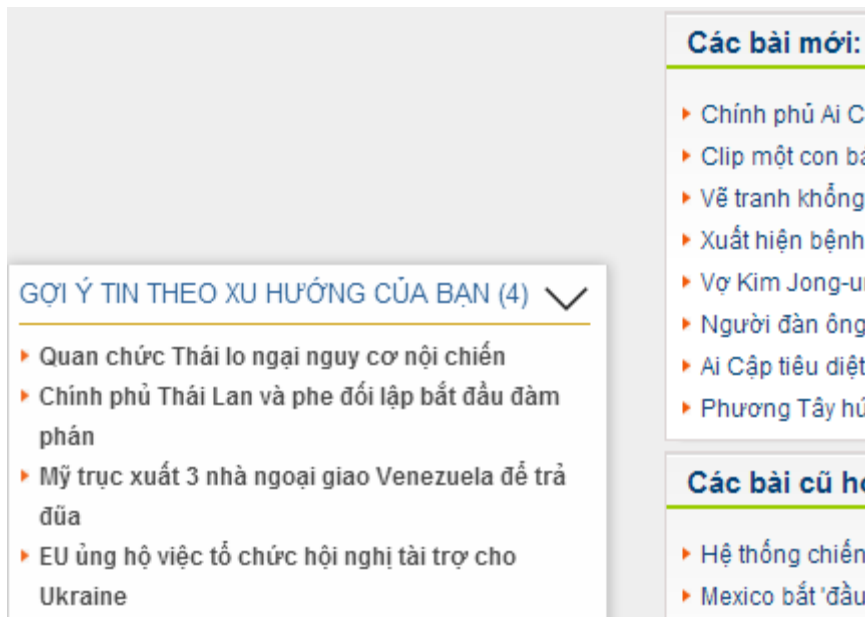 GỢI Ý TIN THEO XU HƯỚNG CỦA BẠN (4)
Quan chức Thái lo ngại nguy cơ nội chiến
Chính phủ Thái Lan và phe đối lập bắt đầu đàm
phán
Mỹ trục xuất 3 nhà ngoại giao Venezuela để trả
đũa
EU ủng hộ việc tổ chức hội nghị tài trợ cho
Ukraine
Các bài mới:
Chính phủ Ai
Clip một con
Vẽ tranh khổng
Xuất hiện bệnh
Vợ Kim
Người đàn ông
Ai Cập tiêu diệt
Phương Tây
Các bài cũ
Hệ thống chiến
Mexico bắt 'đầu